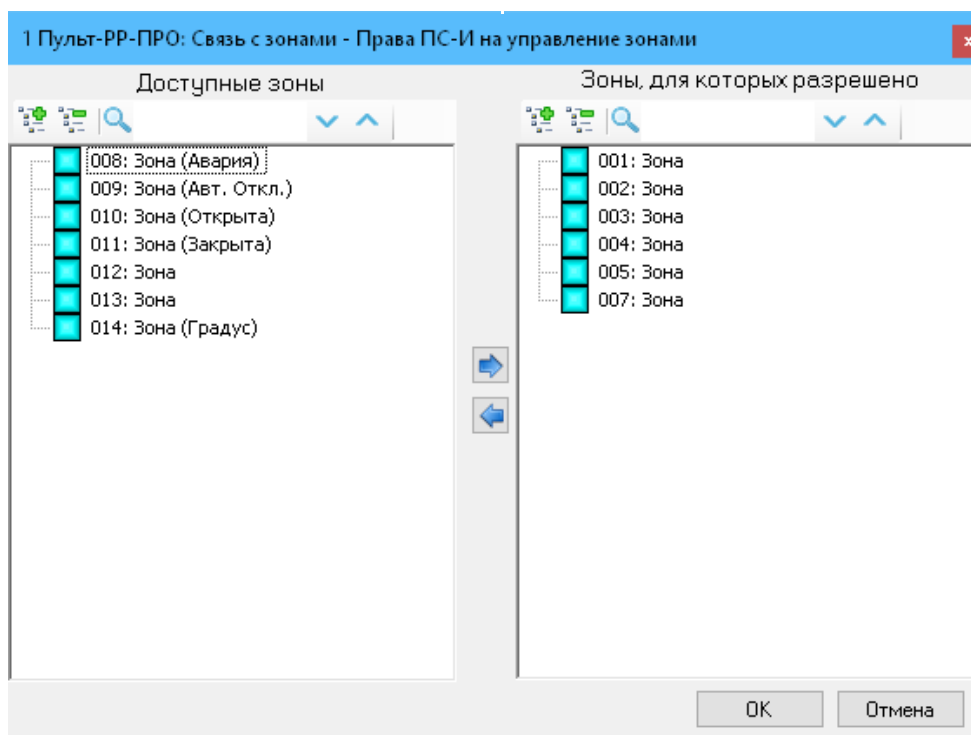 1 Пульт-РР-ПРО: Связь с зонами - Права ПС-И на управление зонами
Доступные зоны
008: Зона (Авария)
009: Зона (Авт. Откл.)
010: Зона (Открыта)
011: Зона (Закрыта)
012: Зона
013: Зона
014: Зона (Градус)
Зоны, для которых разрешено
001: Зона
002: Зона
003: Зона
004: Зона
005: Зона
007: Зона
ОК
Отмена